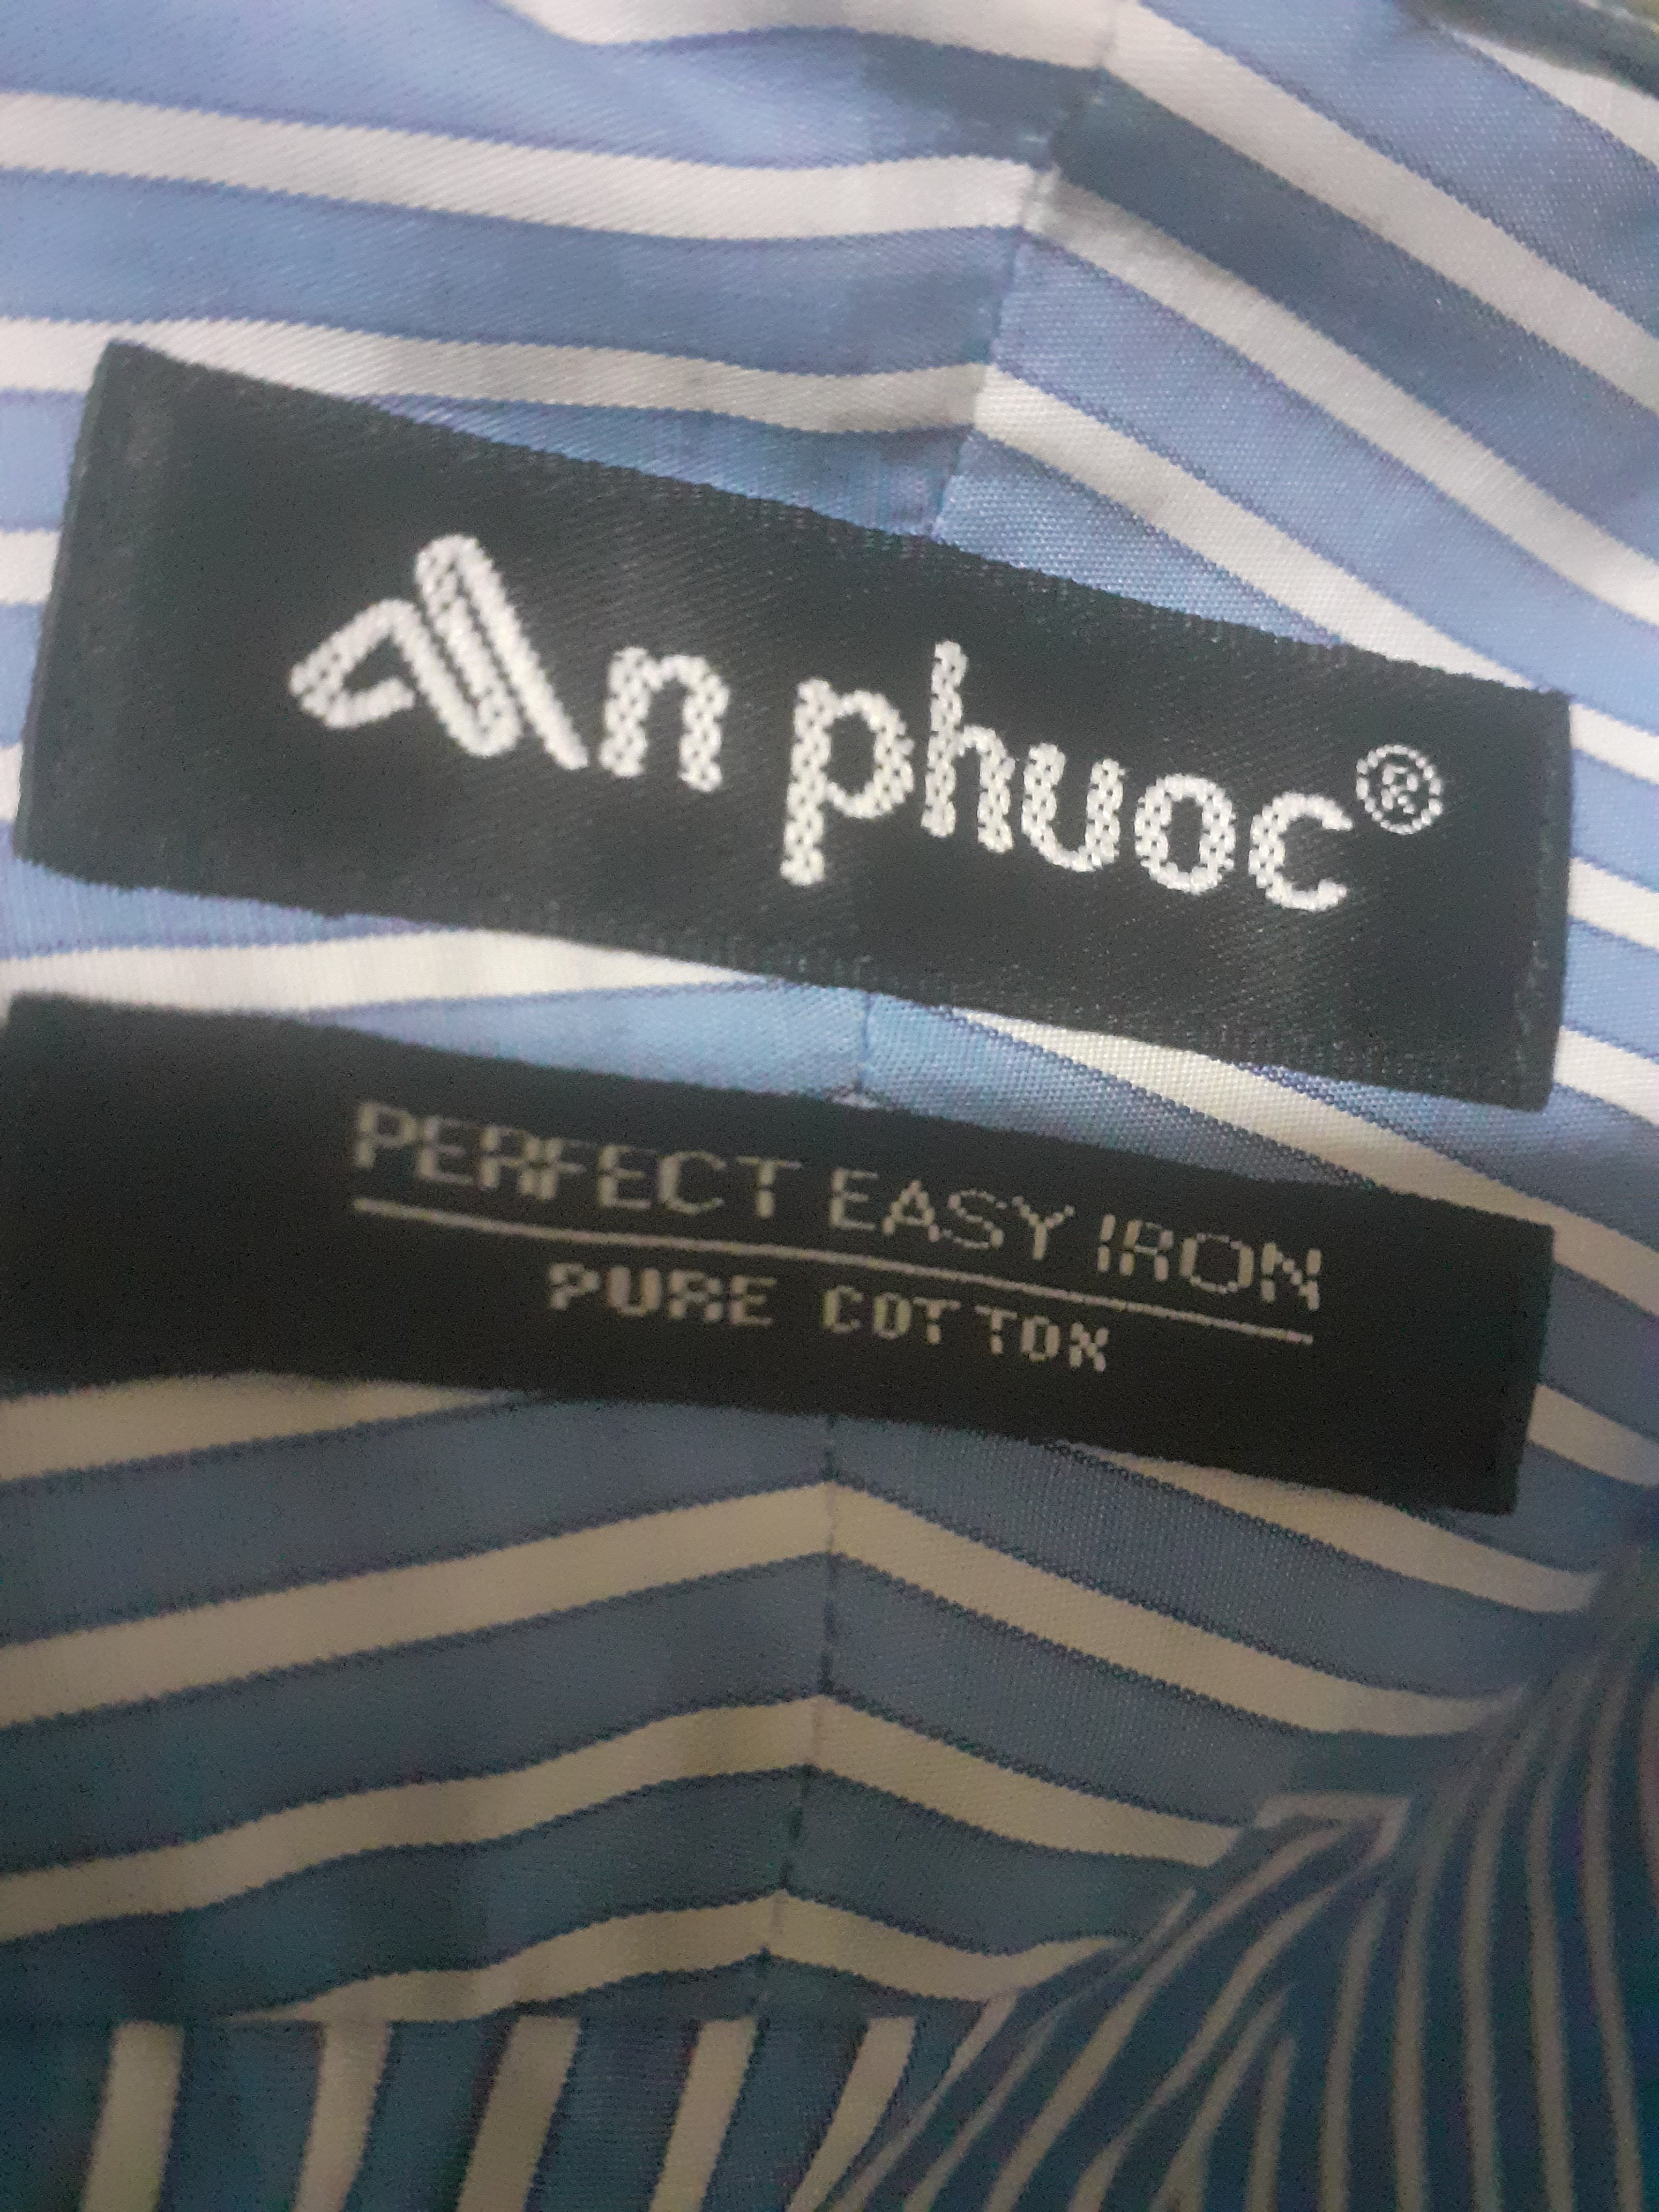 An phuoc®
PERFECT EASY IRON
PURE COTTON